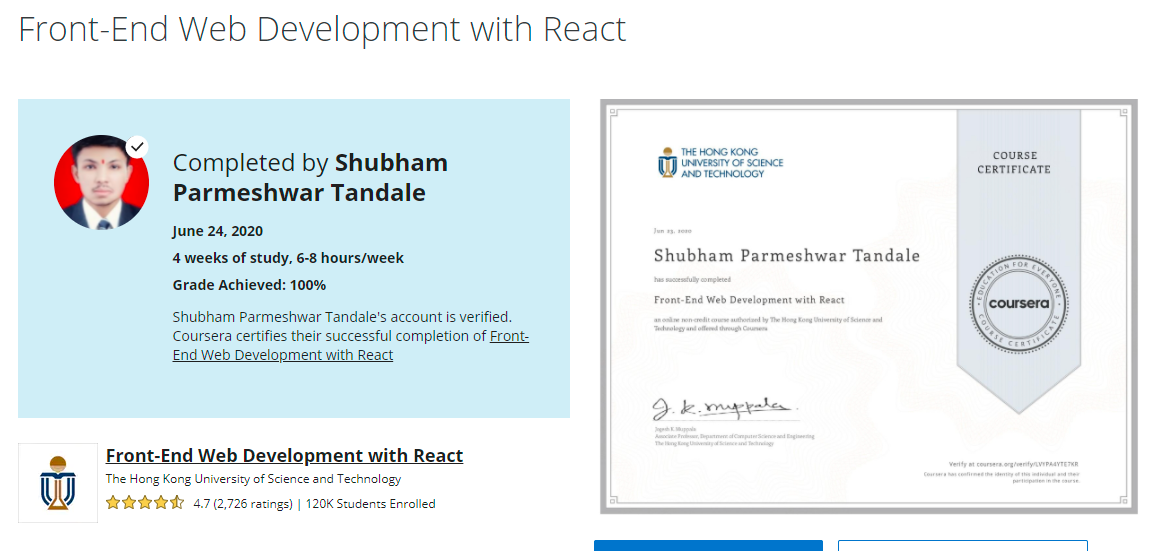 Front-End Web Development with React
Completed by Shubham
Parmeshwar Tandale
June 24, 2020
4 weeks of study, 6-8 hours/week
Grade Achieved: 100%
Shubham Parmeshwar Tandale's account is verified.
Coursera certifies their successful completion of Front-
End Web Development with React
Front-End Web Development with React
The Hong Kong University of Science and Technology
4.7 (2,726 ratings) | 120K Students Enrolled
THE HONG KONG
UNIVERSITY OF SCIENCE
AND TECHNOLOGY
COURSE
CERTIFICATE
Jun 23, 2020
Shubham Parmeshwar Tandale
has successfully completed
Front-End Web Development with React
an online non-credit course authorized by The Hong Kong University of Science and
Technology and offered through Coursera
EDUCATION FOR EVERYONE
coursera
COURSE CERTIFICATE
J. K. Muppala
Jogesh K. Muppala
Associate Professor, Department of Computer Science and Engineering
The Hong Kong University of Science and Technology
Verify at coursera.org/verify/LVYPA4YTE7KR
Coursera has confirmed the identity of this individual and their
participation in the course.